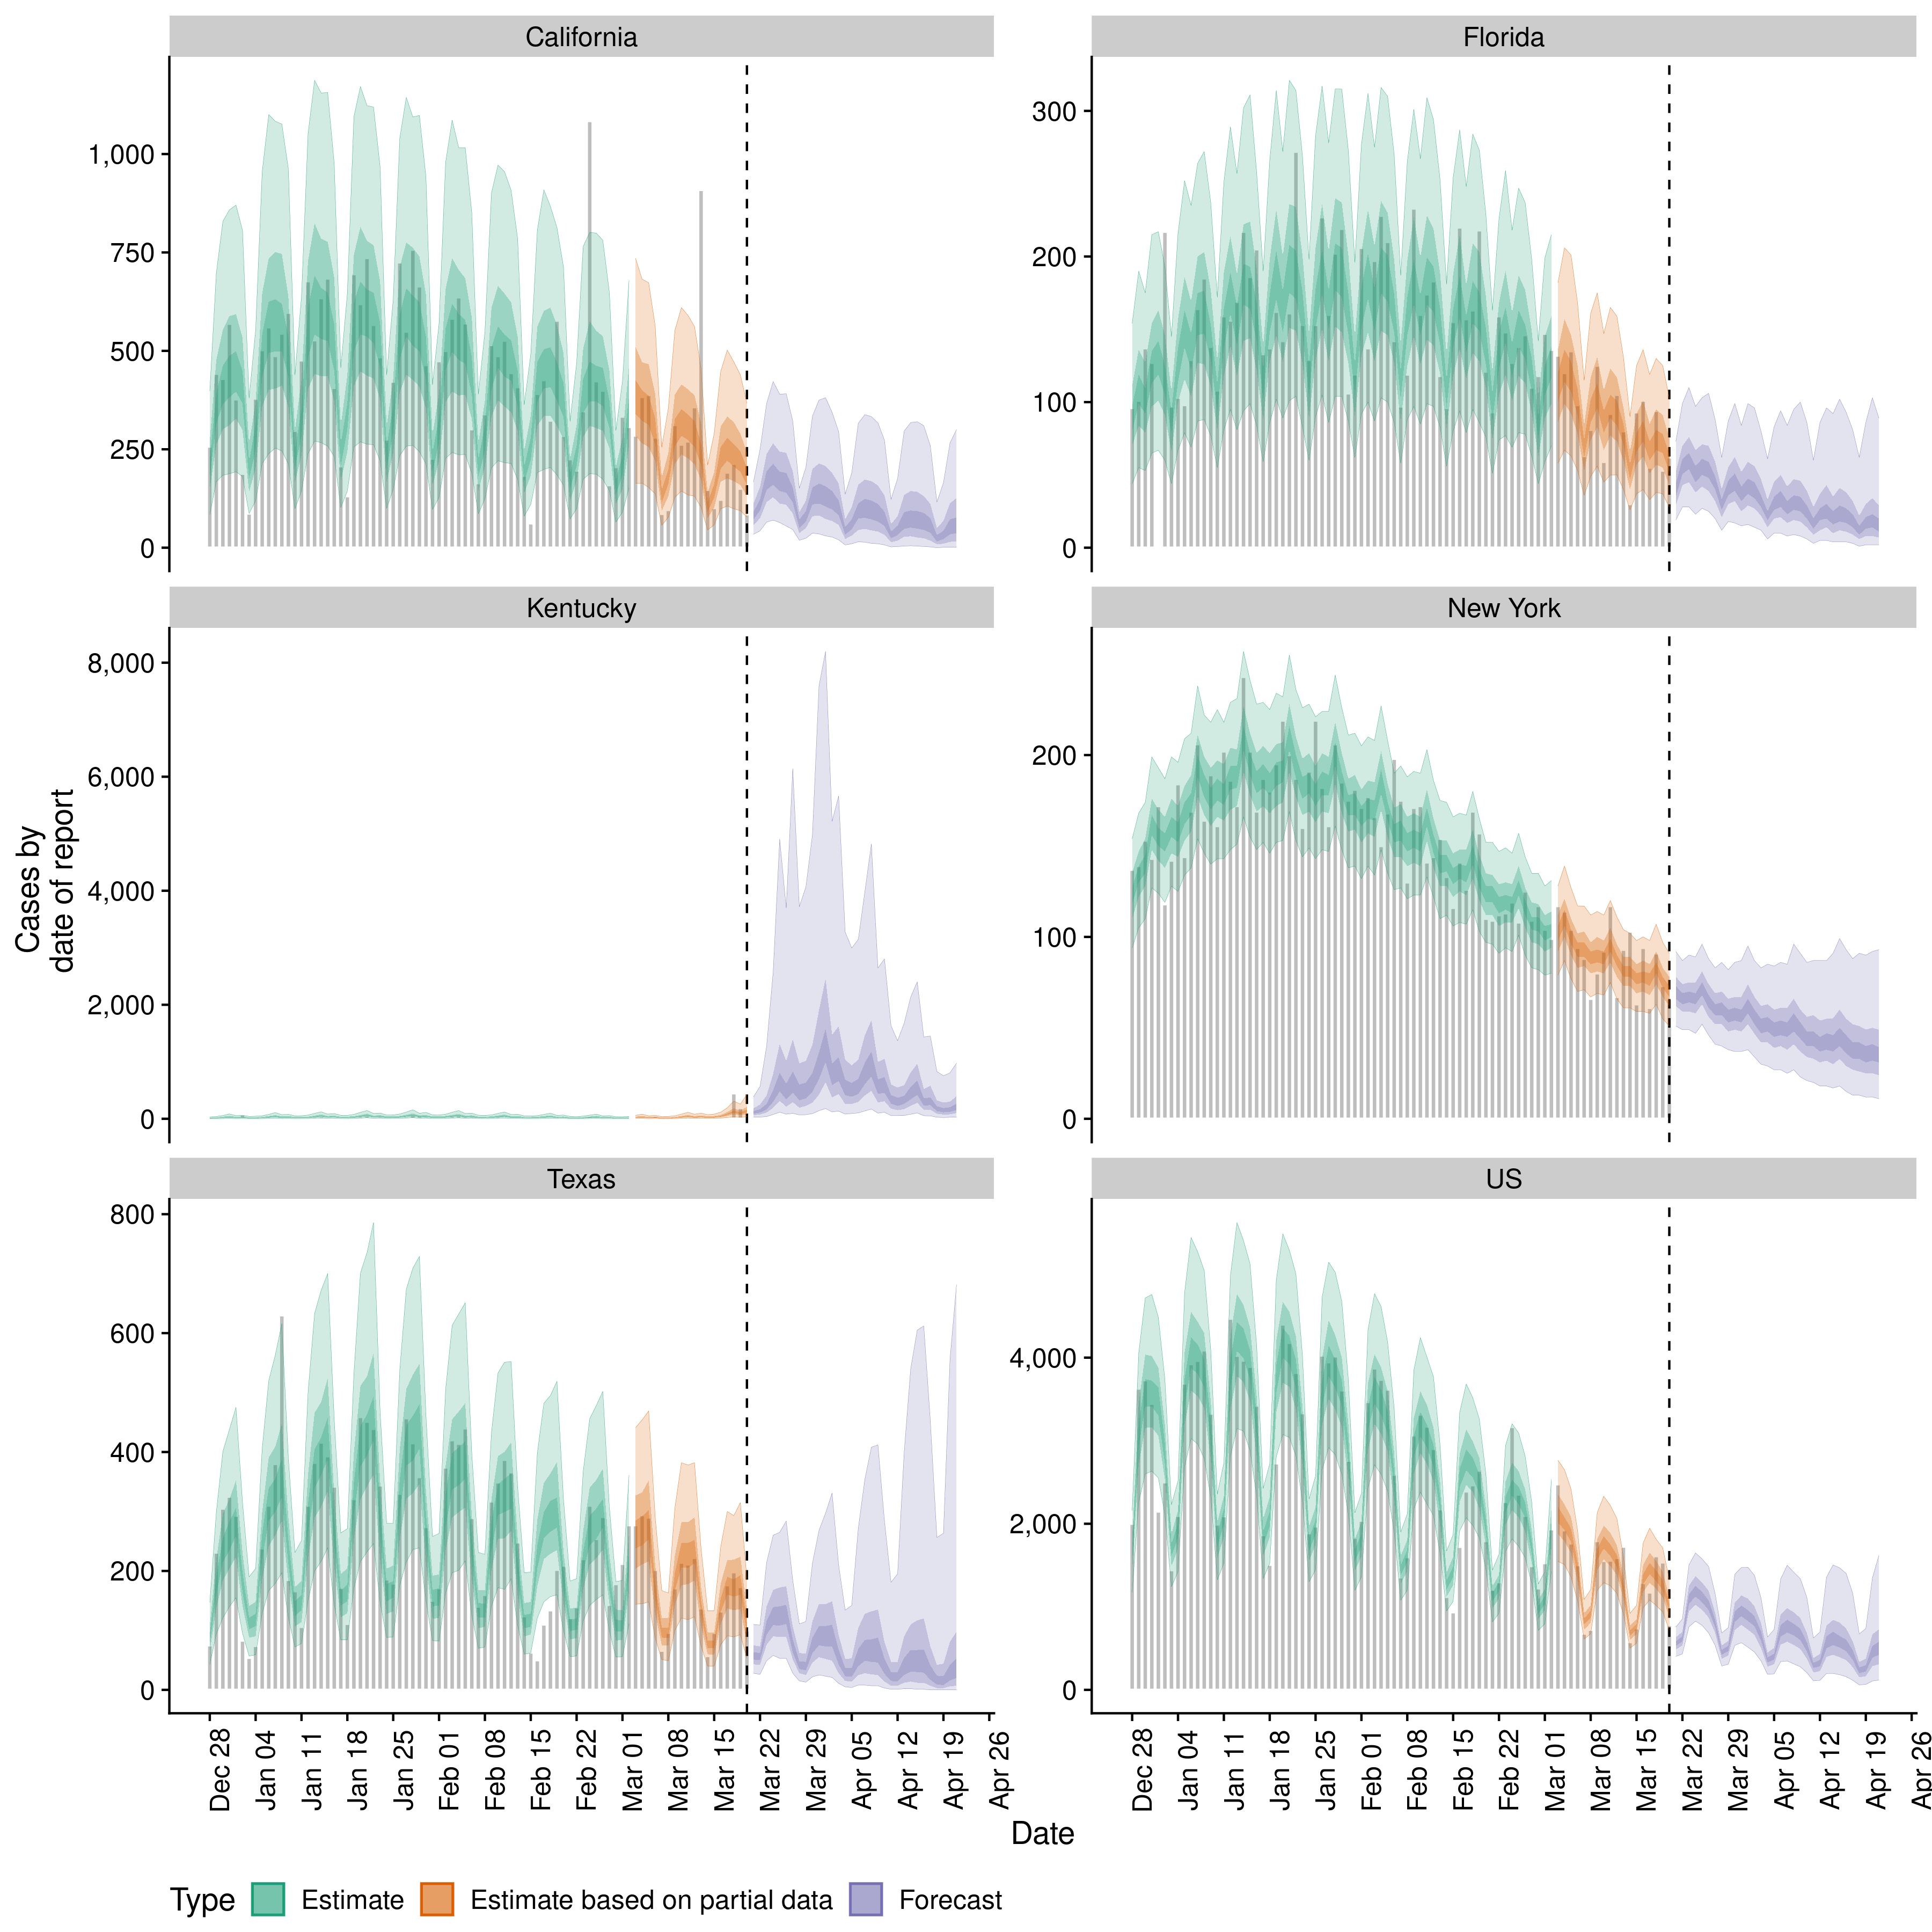 California
Florida
1,000
750
500
250
0
300
200
100
0
Kentucky
New York
8,000
6,000
4,000
2,000
0
200
100
0
Cases by
date of report
Texas
US
800
600
400
200
0
4,000
2,000
0
Dec 28
Jan 04
Jan 11
Jan 18
Jan 25
Feb 01
Feb 08
Feb 15
Feb 22
Mar 01
Mar 08
Mar 15
Mar 22
Mar 29
Apr 05
Apr 12
Apr 19
Apr 26
Dec 28
Jan 04
Jan 11
Jan 18
Jan 25
Feb 01
Feb 08
Feb 15
Feb 22
Mar 01
Mar 08
Mar 15
Mar 22
Mar 29
Apr 05
Apr 12
Apr 19
Apr 26
Date
Type
Estimate
Estimate based on partial data
Forecast